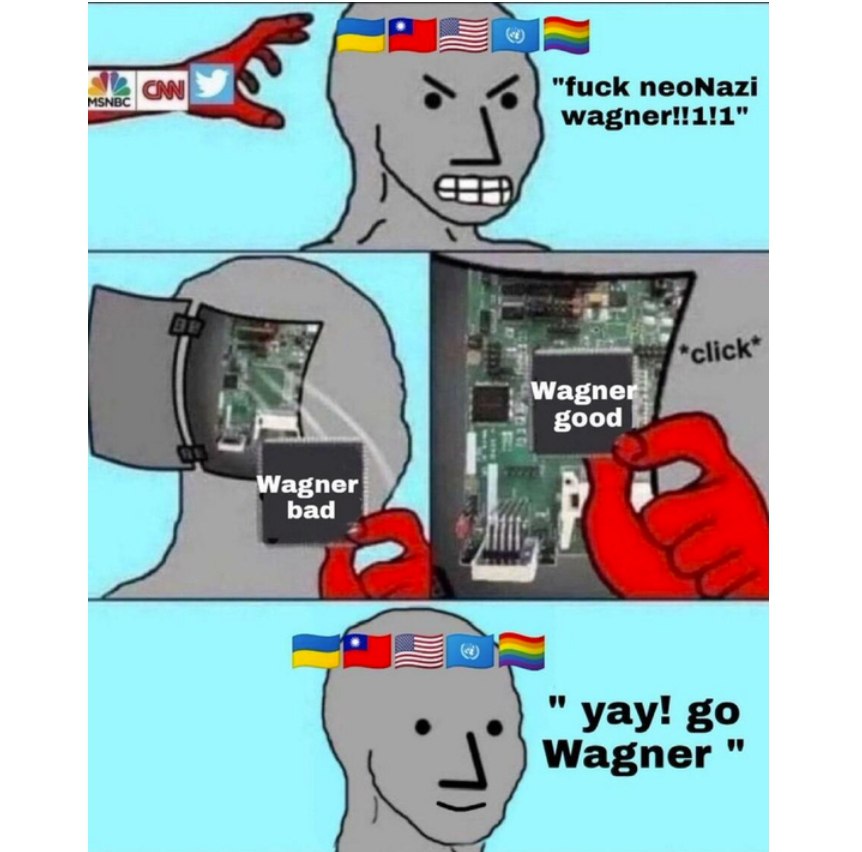 MSNBC CNN
"fuck neoNazi
wagner!!1!1"
Wagner
bad
Wagner
good
*click*
" yay! go
Wagner "